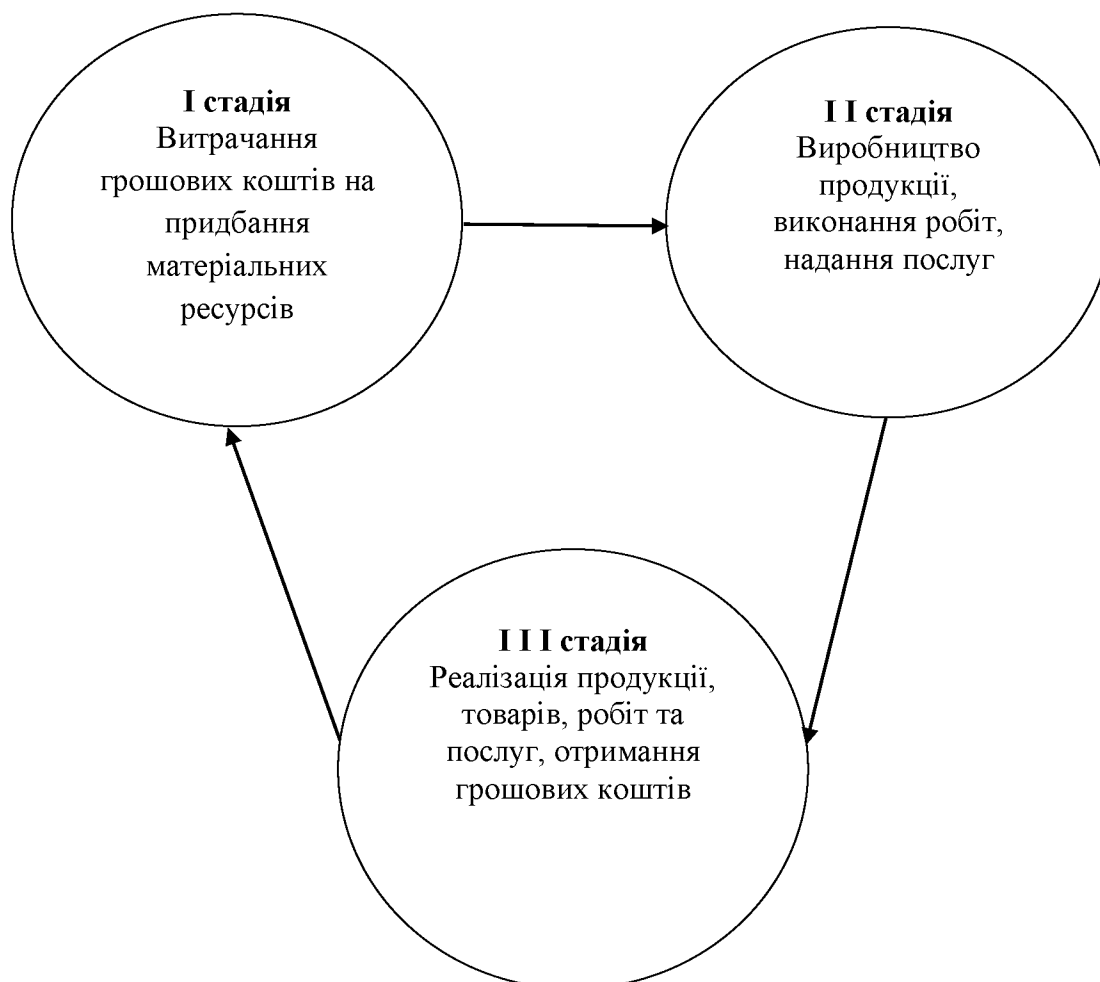 I стадія
Витрачання
грошових коштів на
придбання
матеріальних
ресурсів
I I стадія
Виробництво
продукції,
виконання робіт,
надання послуг
I I I стадія
Реалізація продукції,
товарів, робіт та
послуг, отримання
грошових коштів